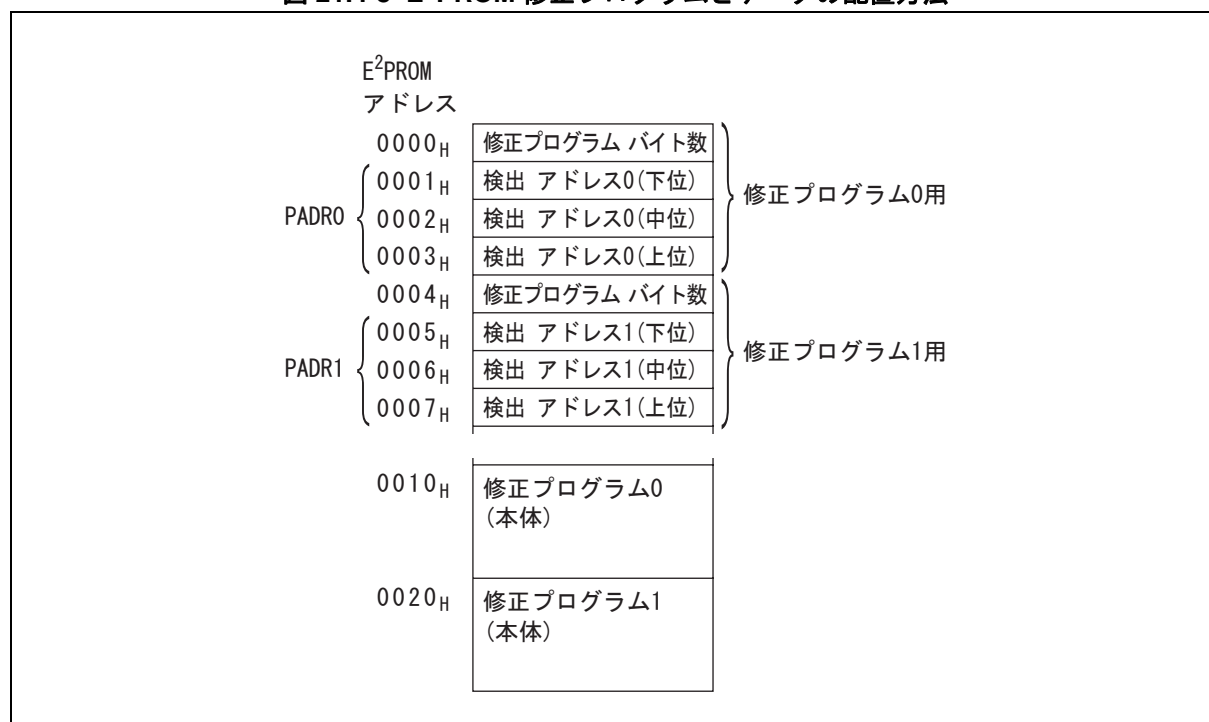 E²PROM
アドレス
0000H 修正プログラム バイト数
0001H 検出 アドレス0(下位)
修正プログラム0用
PADR0 0002H 検出 アドレス0(中位)
0003H 検出 アドレス0(上位)
0004H 修正プログラム バイト数
0005H 検出 アドレス1(下位)
修正プログラム1用
PADR1 0006H 検出 アドレス1(中位)
0007H 検出 アドレス1(上位)
0010H 修正プログラム0
(本体)
0020H 修正プログラム1
(本体)